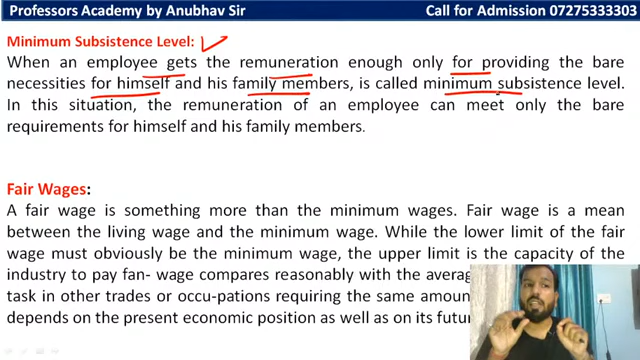 Professors Academy by Anubhav Sir Call for Admission 07275333303
Minimum Subsistence Level:
When an employee gets the remuneration enough only for providing the bare
necessities for himself and his family members, is called minimum subsistence level.
In this situation, the remuneration of an employee can meet only the bare
requirements for himself and his family members.
Fair Wages:
A fair wage is something more than the minimum wages. Fair wage is a mean
between the living wage and the minimum wage. While the lower limit of the fair
wage must obviously be the minimum wage, the upper limit is the capacity of the
industry to pay fan- wage compares reasonably with the
task in other trades or occu-pations requiring the same
depends on the present economic position as well as on its